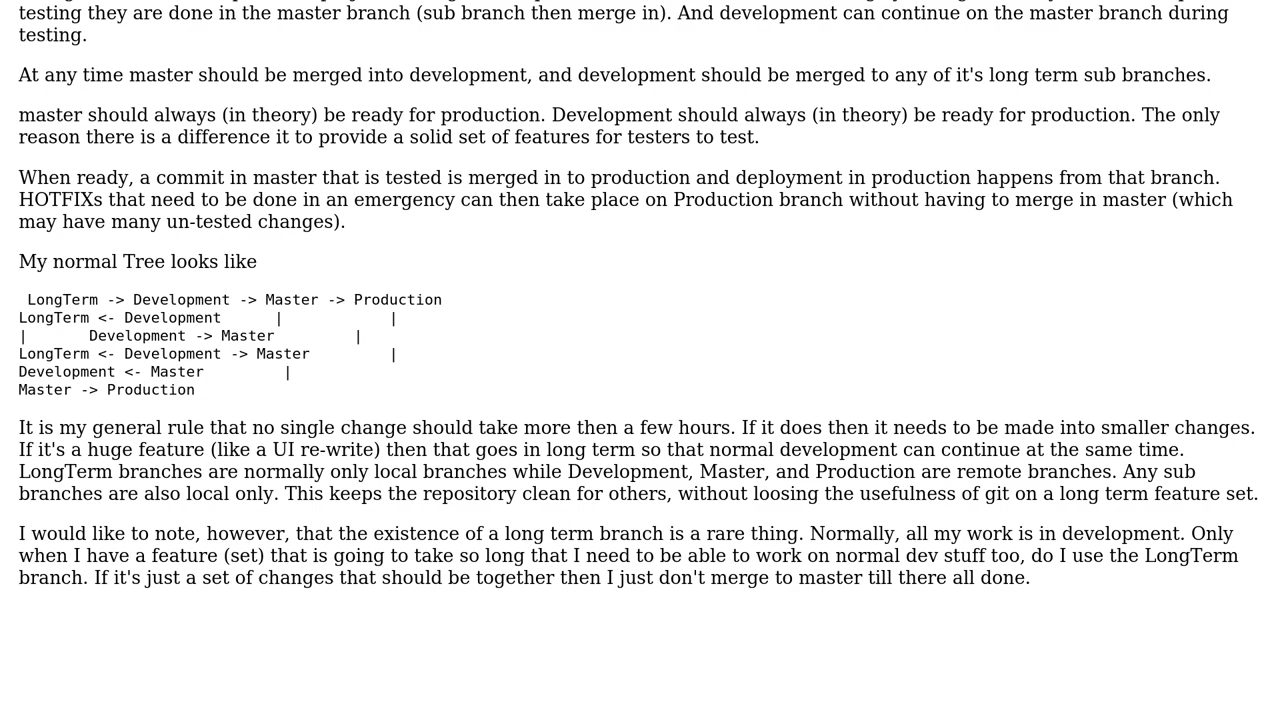 testing they are done in the master branch (sub branch then merge in). And development can continue on the master branch during
testing.
At any time master should be merged into development, and development should be merged to any of it's long term sub branches.
master should always (in theory) be ready for production. Development should always (in theory) be ready for production. The only
reason there is a difference it to provide a solid set of features for testers to test.
When ready, a commit in master that is tested is merged in to production and deployment in production happens from that branch.
HOTFIXs that need to be done in an emergency can then take place on Production branch without having to merge in master (which
may have many un-tested changes).
My normal Tree looks like
 LongTerm -> Development -> Master -> Production
LongTerm <- Development      |            |
|       Development -> Master         |
LongTerm <- Development -> Master         |
Development <- Master         |
Master -> Production
It is my general rule that no single change should take more then a few hours. If it does then it needs to be made into smaller changes.
If it's a huge feature (like a UI re-write) then that goes in long term so that normal development can continue at the same time.
LongTerm branches are normally only local branches while Development, Master, and Production are remote branches. Any sub
branches are also local only. This keeps the repository clean for others, without loosing the usefulness of git on a long term feature set.
I would like to note, however, that the existence of a long term branch is a rare thing. Normally, all my work is in development. Only
when I have a feature (set) that is going to take so long that I need to be able to work on normal dev stuff too, do I use the LongTerm
branch. If it's just a set of changes that should be together then I just don't merge to master till there all done.